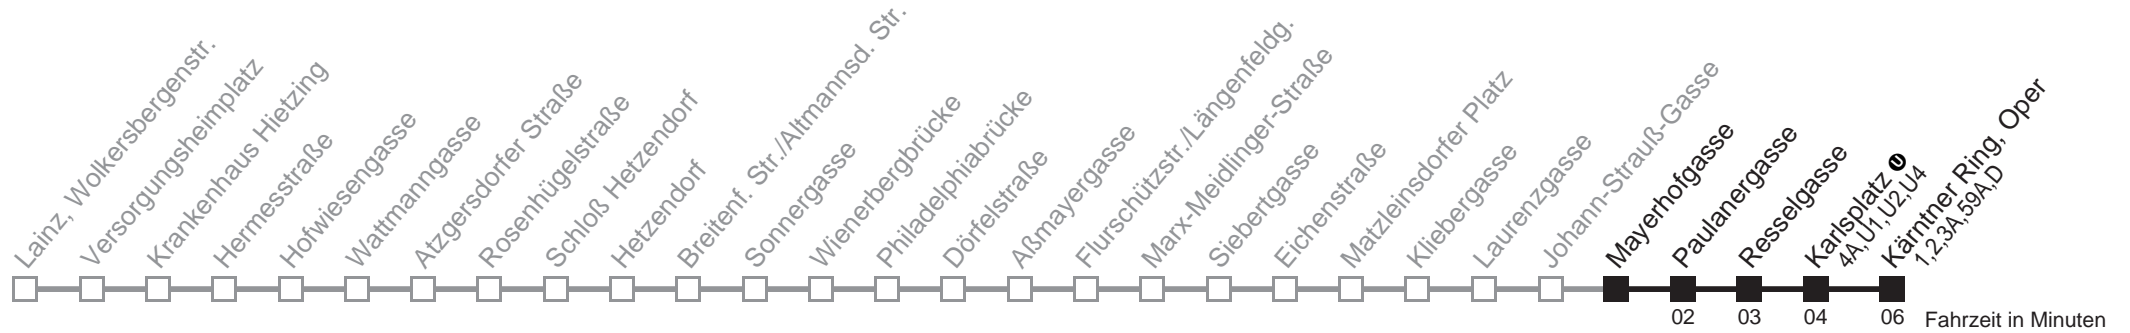 Lainz, Wolkersbergenstr.
Versorgungsheimplatz
Krankenhaus Hietzing
Hermesstraße
Hofwiesengasse
Wattmanngasse
Atzgersdorfer Straße
Rosenhügelstraße
Schloß Hetzendorf
Hetzendorf
Breitenf. Str./Altmannsd. Str.
Sonnergasse
Wienerbergbrücke
Philadelphiabrücke
Dörfelstraße
Aßmayergasse
Flurschützstr./Längenfeldg.
Marx-Meidlinger-Straße
Siebertgasse
Eichenstraße
Matzleinsdorfer Platz
Kliebergasse
Laurenzgasse
Johann-Strauß-Gasse
Mayerhofgasse
Paulanergasse
Resselgasse
Karlsplatz U
4A,U1,U2,U4
Kärntner Ring, Oper
1,2,3A,59A,D
02 03 04 06 Fahrzeit in Minuten